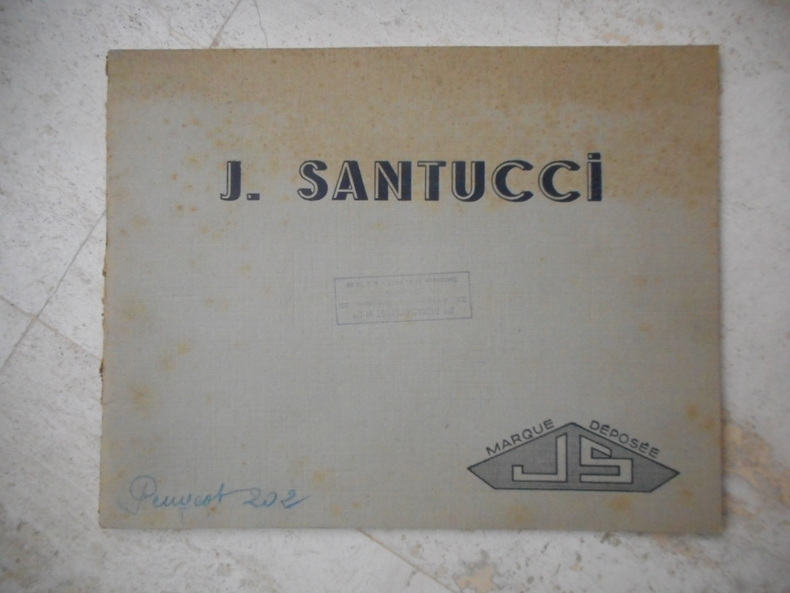 J. SANTUCCi
MARQUE DÉPOSÉE
JS
Peugeot 202